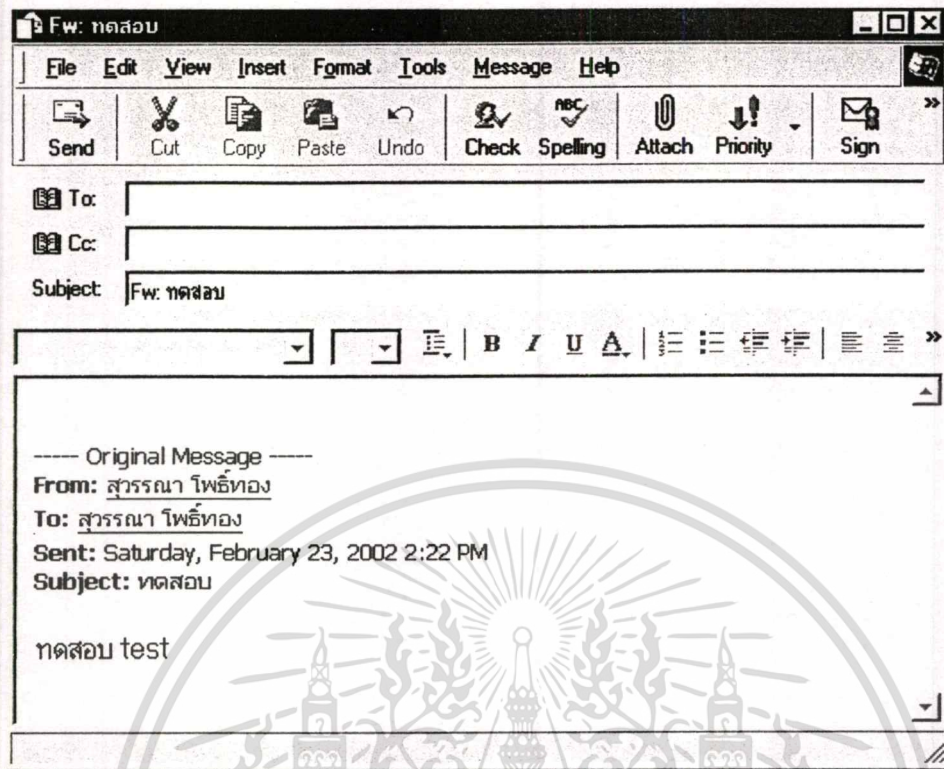 Fw: ทดสอบ
File Edit View Insert Format Tools Message Help
Send Cut Copy Paste Undo Check Spelling Attach Priority Sign
To:
Cc:
Subject: Fw: ทดสอบ
B I U A
----- Original Message -----
From: สุวรรณา โพธิ์ทอง
To: สุวรรณา โพธิ์ทอง
Sent: Saturday, February 23, 2002 2:22 PM
Subject: ทดสอบ
ทดสอบ test